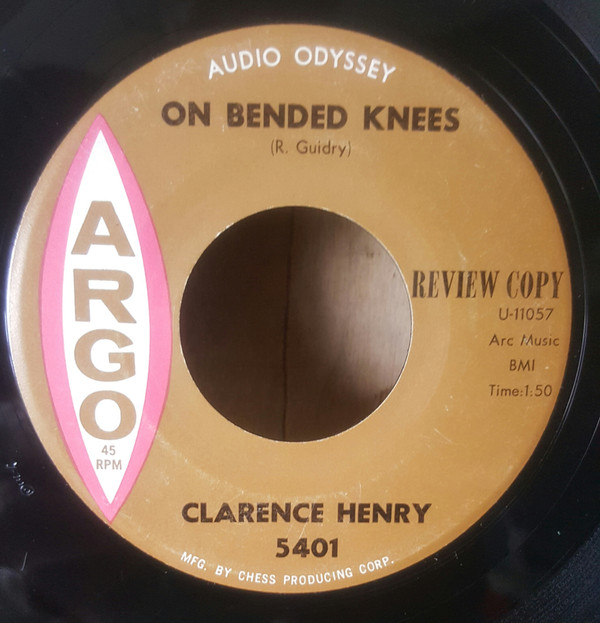 AUDIO ODYSSEY
ON BENDED KNEES
(R. Guidry)
ARGO
45
RPM
REVIEW COPY
U-11057
Arc Music
BMI
Time:1:50
CLARENCE HENRY
5401
MFG. BY CHESS PRODUCING CORP.